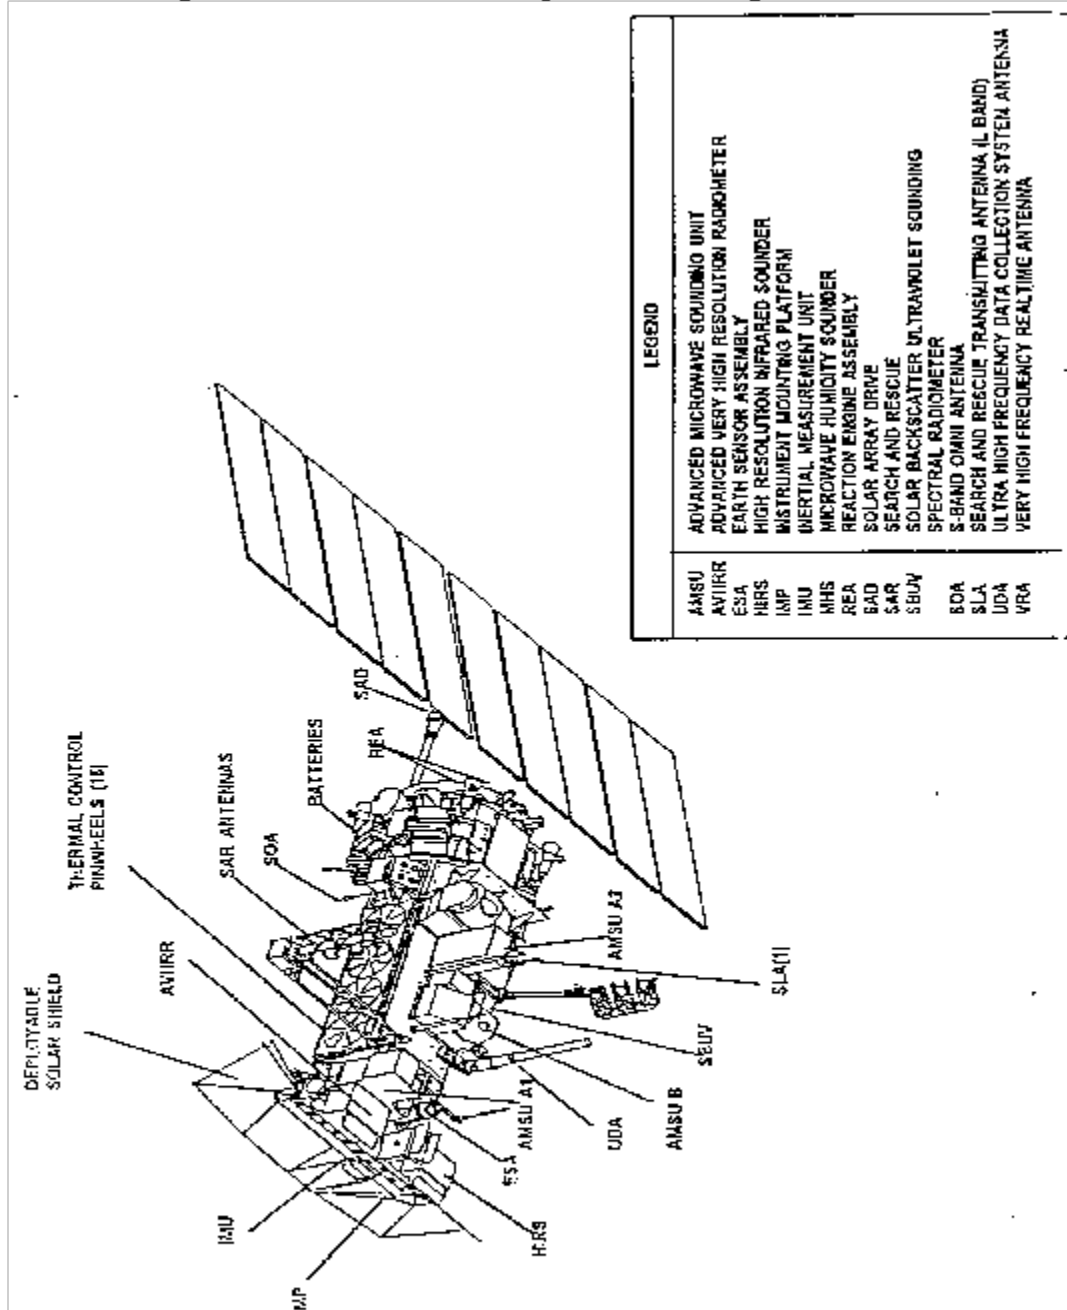 DEPLOYABLE
SOLAR SHIELD
THERMAL CONTROL
PINWHEELS (16)
AVHRR
SAR ANTENNAS
SOA
BATTERIES
REA
SAD
IMU
IMP
HIRS
ESA
AMSU A1
UDA
AMSU B
SBUV
SLA(1)
AMSU A2
LEGEND
AMSU ADVANCED MICROWAVE SOUNDING UNIT
AVHRR ADVANCED VERY HIGH RESOLUTION RADIOMETER
ESA EARTH SENSOR ASSEMBLY
HIRS HIGH RESOLUTION INFRARED SOUNDER
IMP INSTRUMENT MOUNTING PLATFORM
IMU INERTIAL MEASUREMENT UNIT
MHS MICROWAVE HUMIDITY SOUNDER
REA REACTION ENGINE ASSEMBLY
SAD SOLAR ARRAY DRIVE
SAR SEARCH AND RESCUE
SBUV SOLAR BACKSCATTER ULTRAVIOLET SOUNDING
SPECTRAL RADIOMETER
SOA S-BAND OMNI ANTENNA
SLA SEARCH AND RESCUE TRANSMITTING ANTENNA (L BAND)
UDA ULTRA HIGH FREQUENCY DATA COLLECTION SYSTEM ANTENNA
VRA VERY HIGH FREQUENCY REALTIME ANTENNA